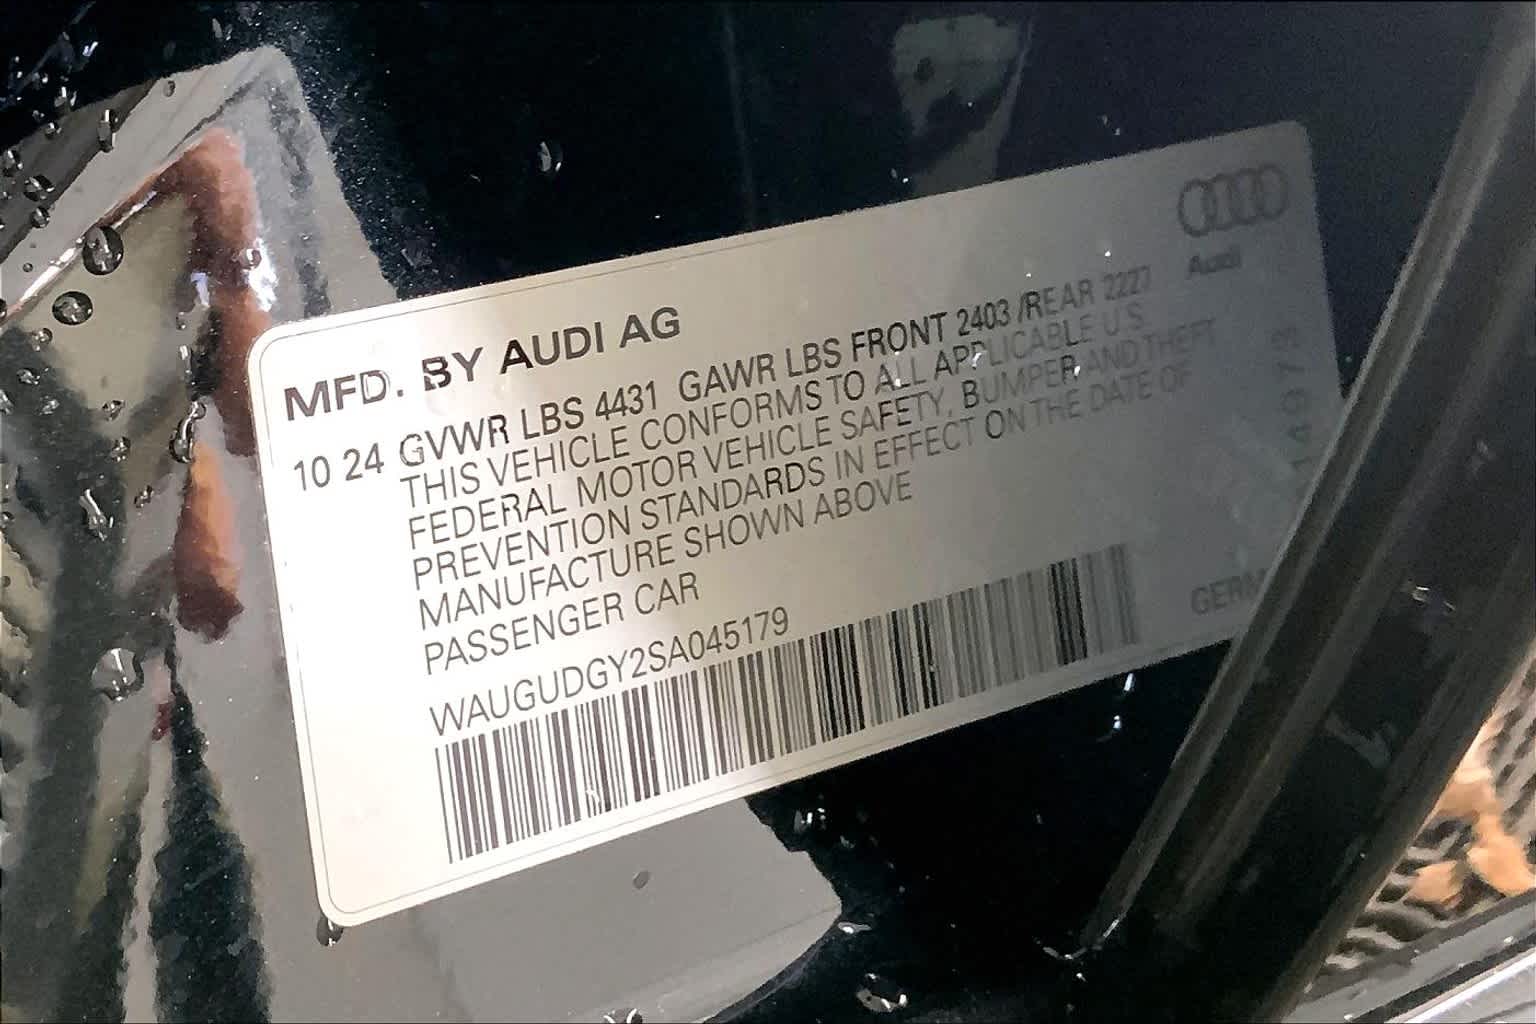 MFD. BY AUDI AG
Audi
10 24 GVWR LBS 4431 GAWR LBS FRONT 2403 /REAR 2227
THIS VEHICLE CONFORMS TO ALL APPLICABLE U.S.
FEDERAL MOTOR VEHICLE SAFETY, BUMPER AND THEFT
PREVENTION STANDARDS IN EFFECT ON THE DATE OF
MANUFACTURE SHOWN ABOVE
PASSENGER CAR
WAUGUDGY2SA045179
GERM